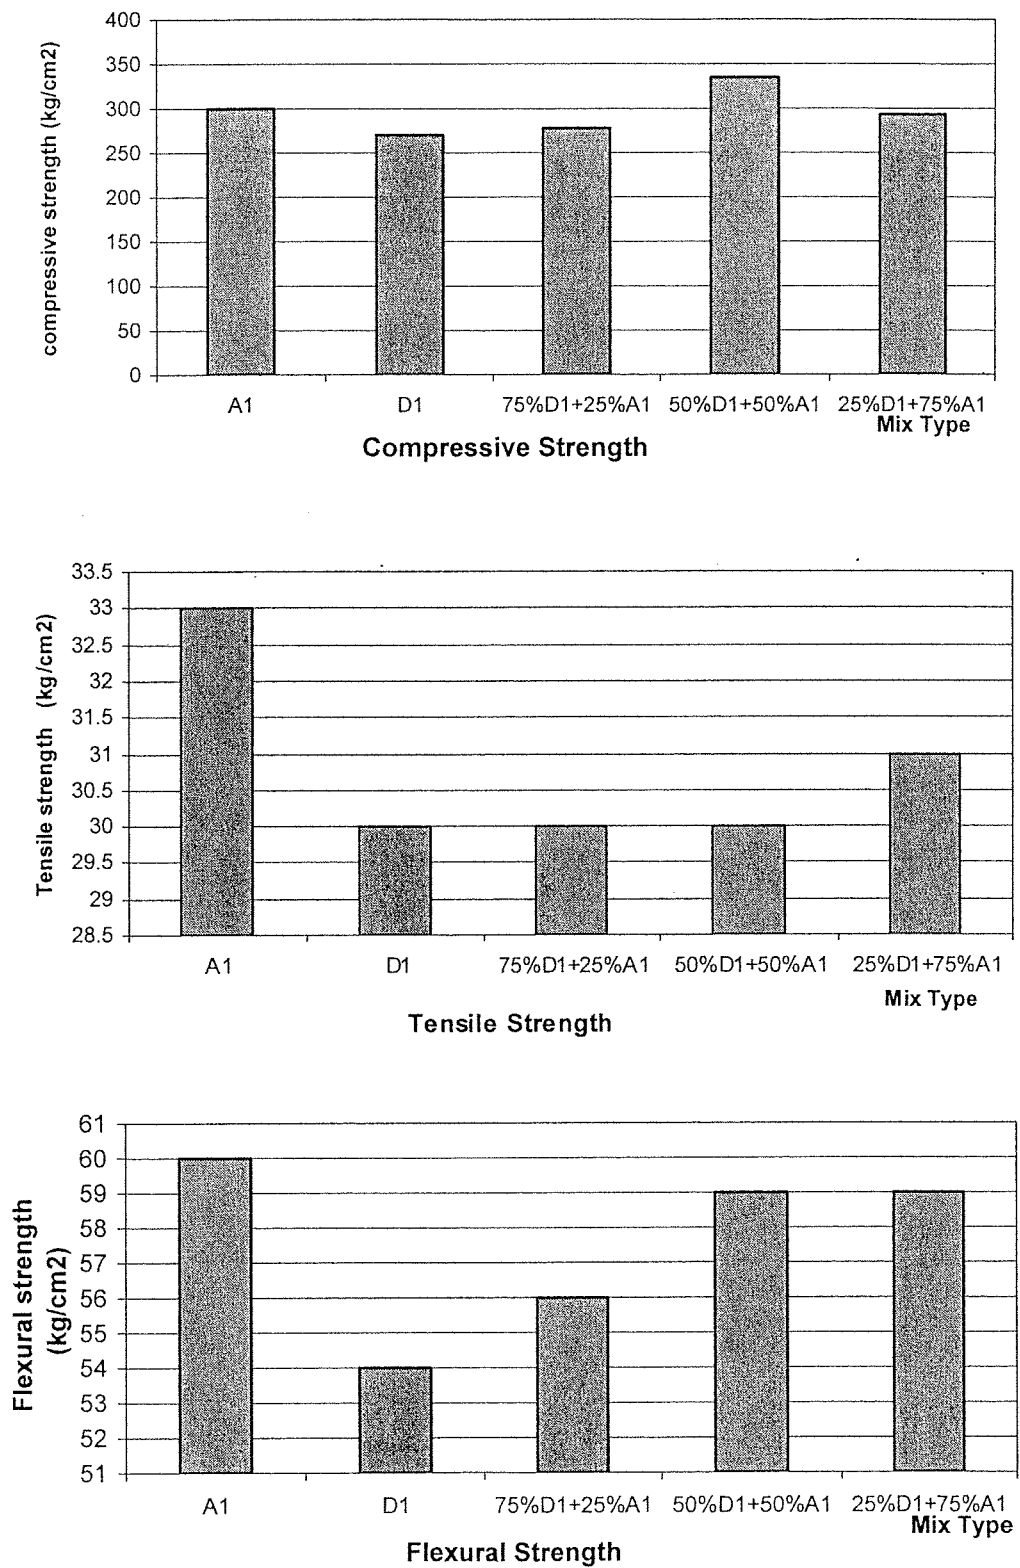 400
350
300
250
200
150
100
50
0
compressive strength (kg/cm2)
A1 D1 75%D1+25%A1 50%D1+50%A1 25%D1+75%A1
Mix Type
Compressive Strength
33.5
33
32.5
32
31.5
31
30.5
30
29.5
29
28.5
Tensile strength (kg/cm2)
A1 D1 75%D1+25%A1 50%D1+50%A1 25%D1+75%A1
Mix Type
Tensile Strength
61
60
59
58
57
56
55
54
53
52
51
Flexural strength
(kg/cm2)
A1 D1 75%D1+25%A1 50%D1+50%A1 25%D1+75%A1
Mix Type
Flexural Strength